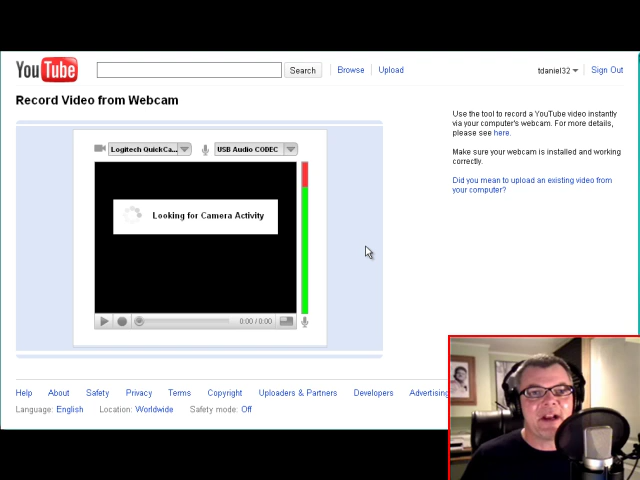 YouTube
Search
Browse
Upload
tdaniel32
Sign Out
Record Video from Webcam
Logitech QuickCa...
USB Audio CODEC
Looking for Camera Activity
0:00 / 0:00
Use the tool to record a YouTube video instantly
via your computer's webcam. For more details,
please see here.
Make sure your webcam is installed and working
correctly.
Did you mean to upload an existing video from
your computer?
Help About Safety Privacy Terms Copyright Uploaders & Partners Developers Advertising
Language: English Location: Worldwide Safety mode: Off